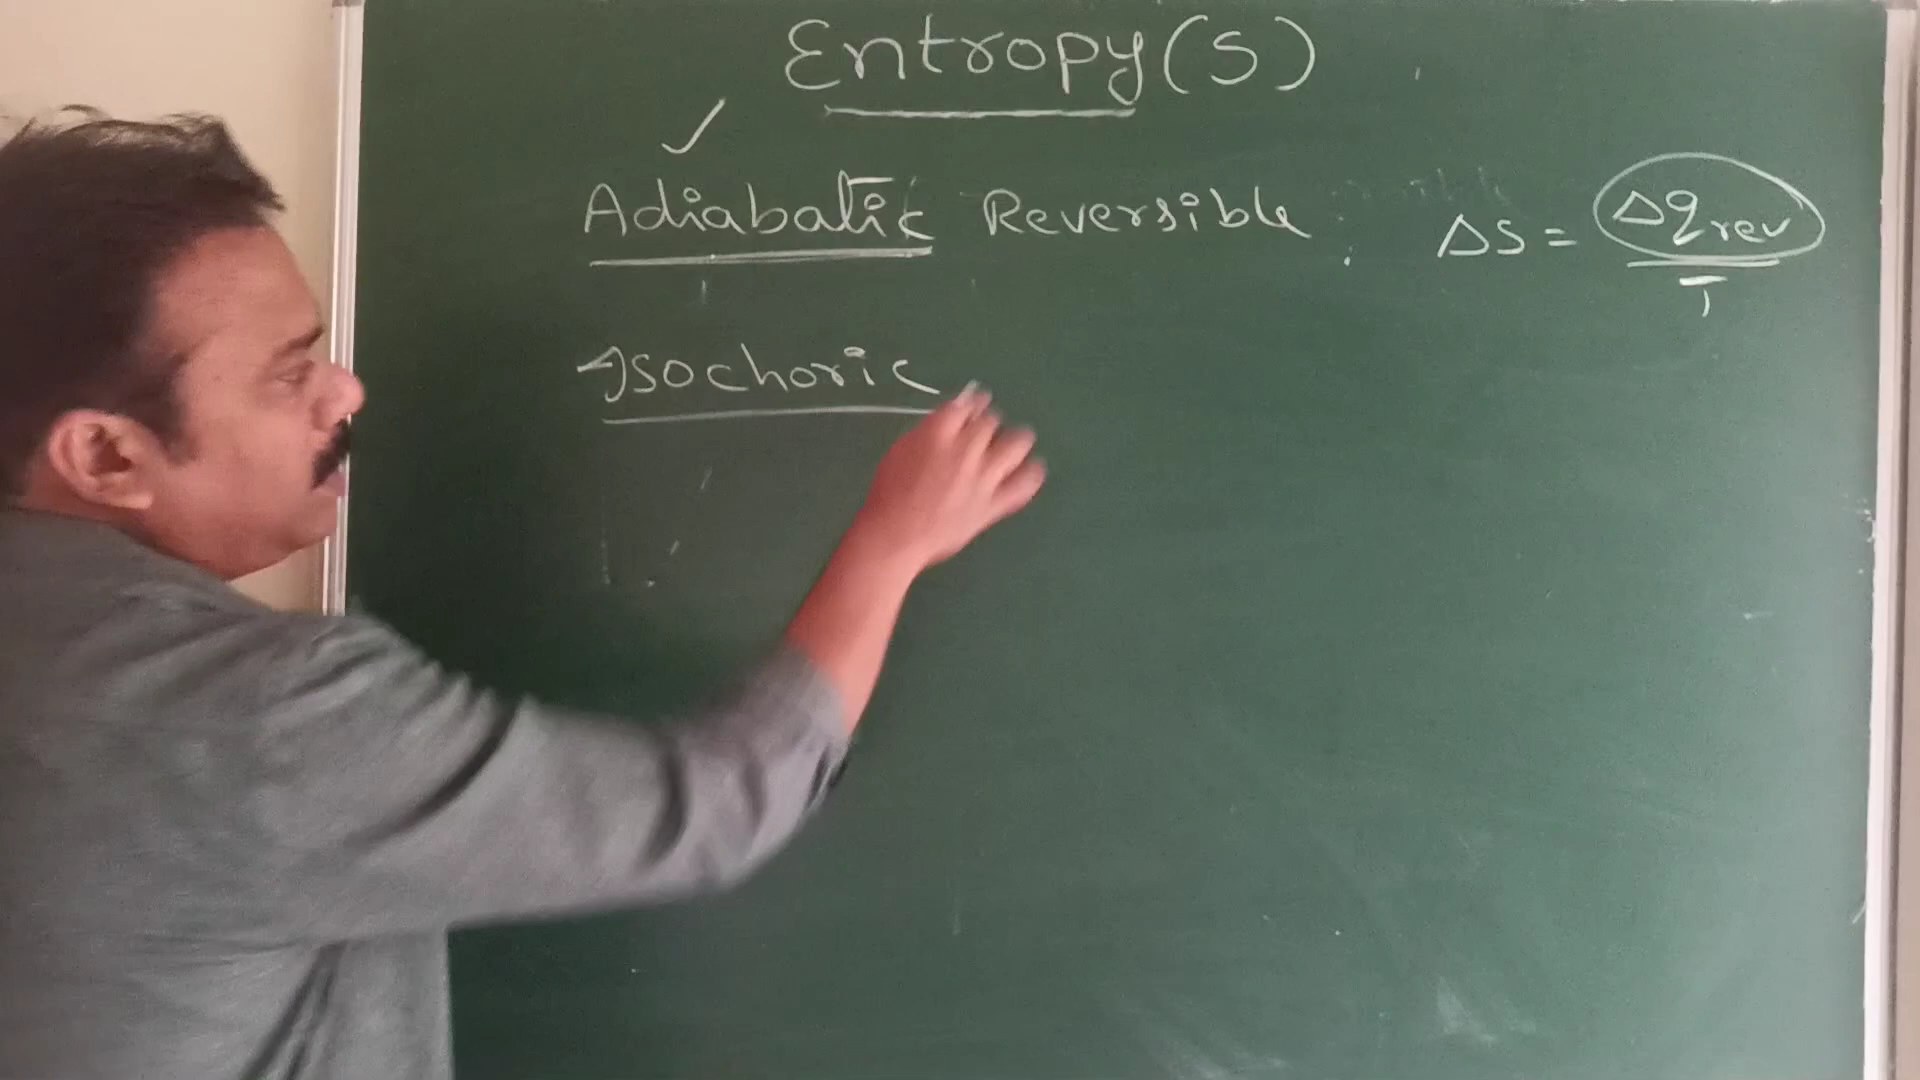 Entropy (S)
Adiabatic Reversible ΔS = Δqrev / T
Isochoric